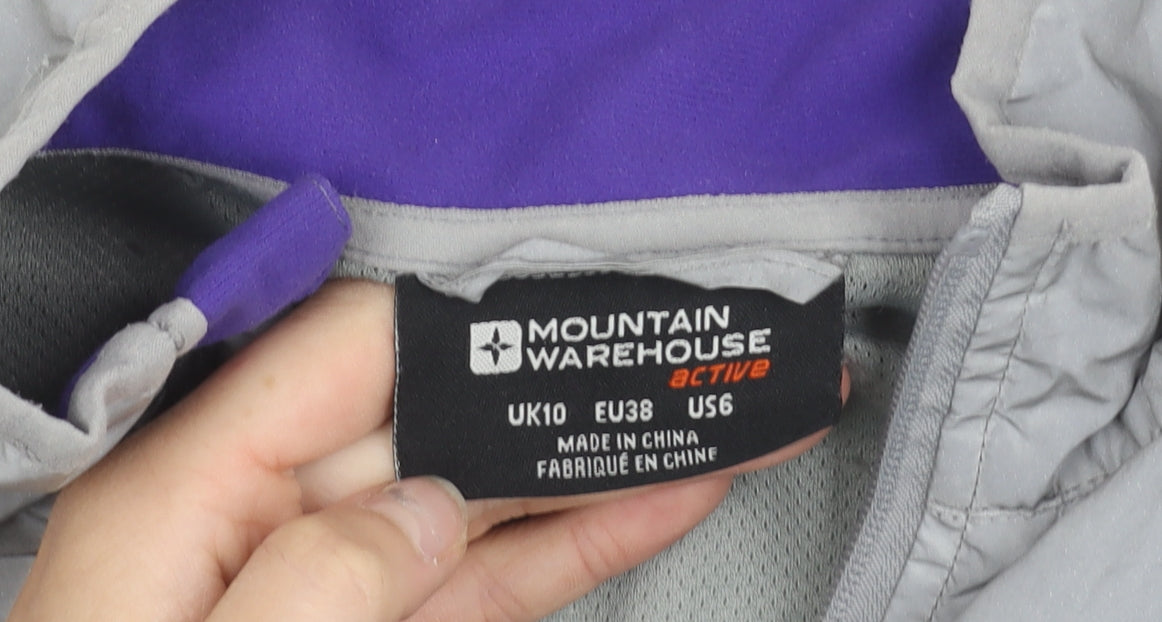 MOUNTAIN
WAREHOUSE
active
UK10 EU38 US6
MADE IN CHINA
FABRIQUÉ EN CHINE